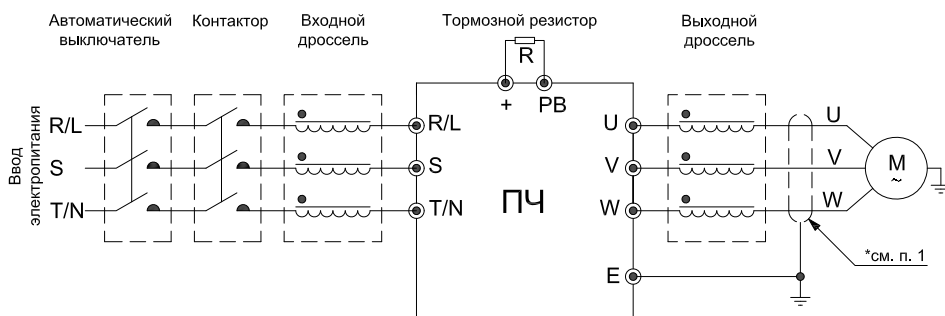 Автоматический
выключатель
Контактор
Входной
дроссель
Тормозной резистор
Выходной
дроссель
R
+
PB
Ввод
электропитания
R/L
S
T/N
R/L
S
T/N
ПЧ
U
V
W
E
U
V
W
M
~
*см. п. 1